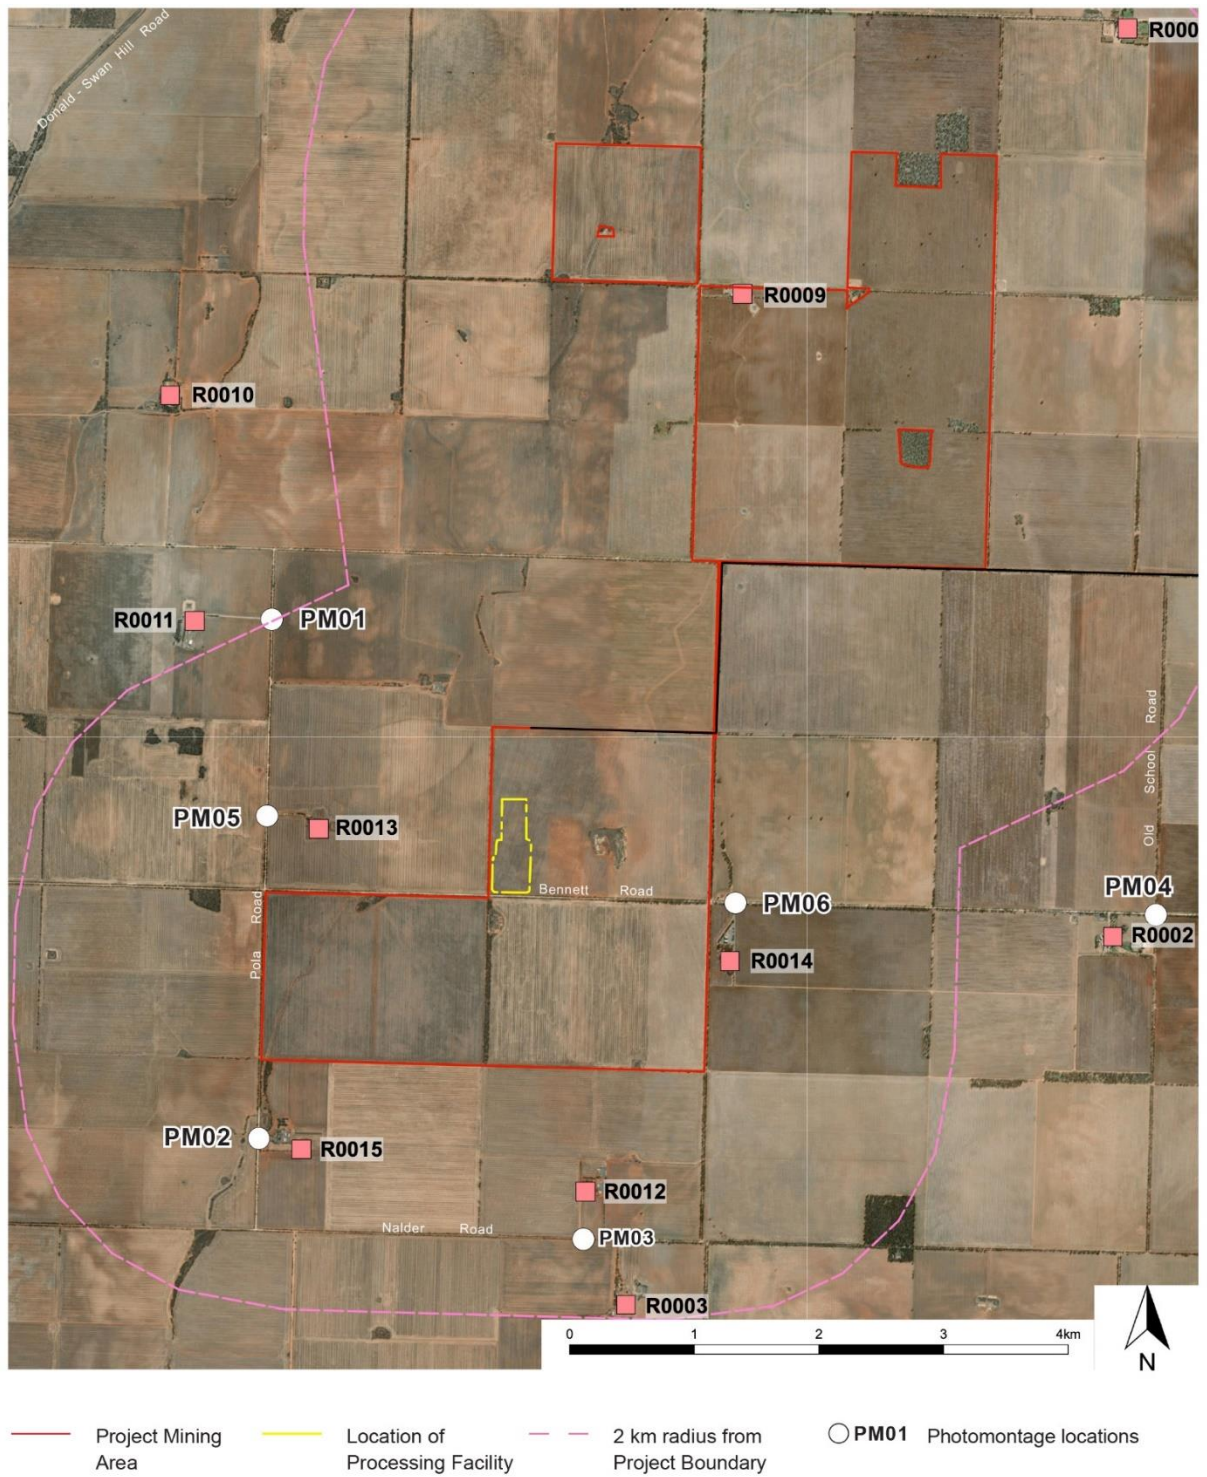 R000
Donald - Swan Hill Road
R0009
R0010
R0011
PM01
Old School Road
PM05
R0013
Bennett Road
PM04
PM06
R0002
Pola Road
R0014
PM02
R0015
R0012
Nalder Road
PM03
R0003
0 1 2 3 4km
N
Project Mining
Area
Location of
Processing Facility
2 km radius from
Project Boundary
PM01 Photomontage locations